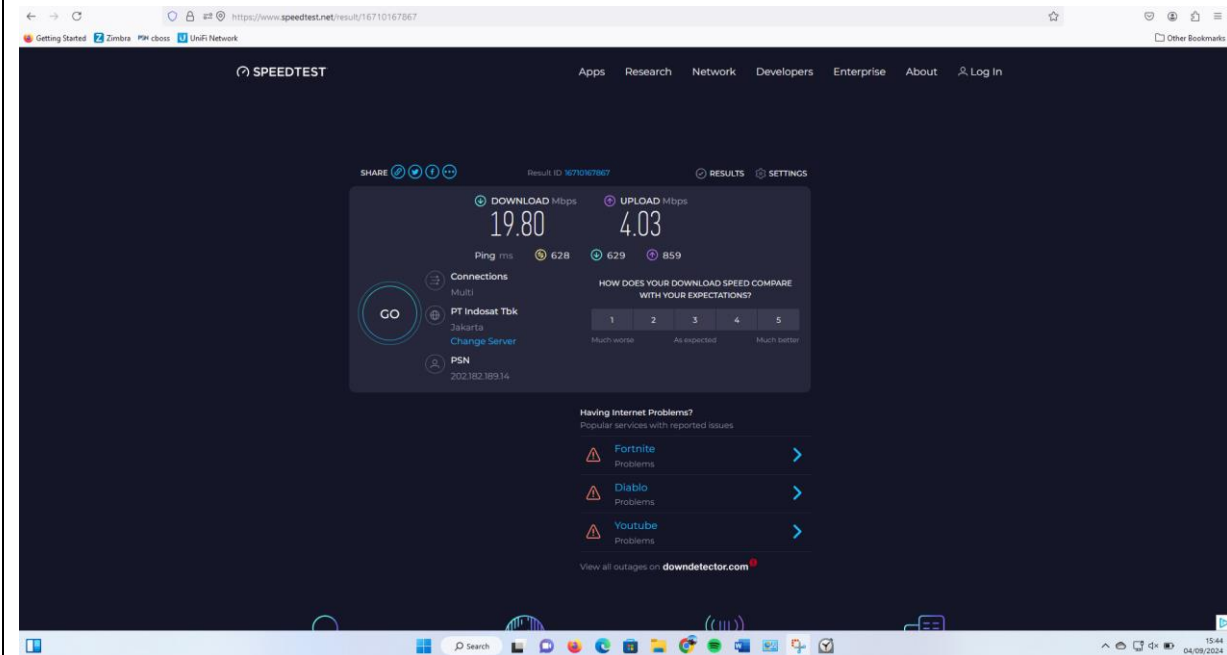 https://www.speedtest.net/result/16710167867
Getting Started Zimbra PSN cboss UniFi Network Other Bookmarks
SPEEDTEST Apps Research Network Developers Enterprise About Log In
SHARE Result ID 16710167867 RESULTS SETTINGS
DOWNLOAD Mbps UPLOAD Mbps
19.80 4.03
Ping ms 628 629 859
GO
Connections
Multi
PT Indosat Tbk
Jakarta
Change Server
PSN
202.182.189.14
HOW DOES YOUR DOWNLOAD SPEED COMPARE
WITH YOUR EXPECTATIONS?
1 2 3 4 5
Much worse As expected Much better
Having Internet Problems?
Popular services with reported issues
Fortnite
Problems
Diablo
Problems
Youtube
Problems
View all outages on downdetector.com
Search
15:44
04/09/2024